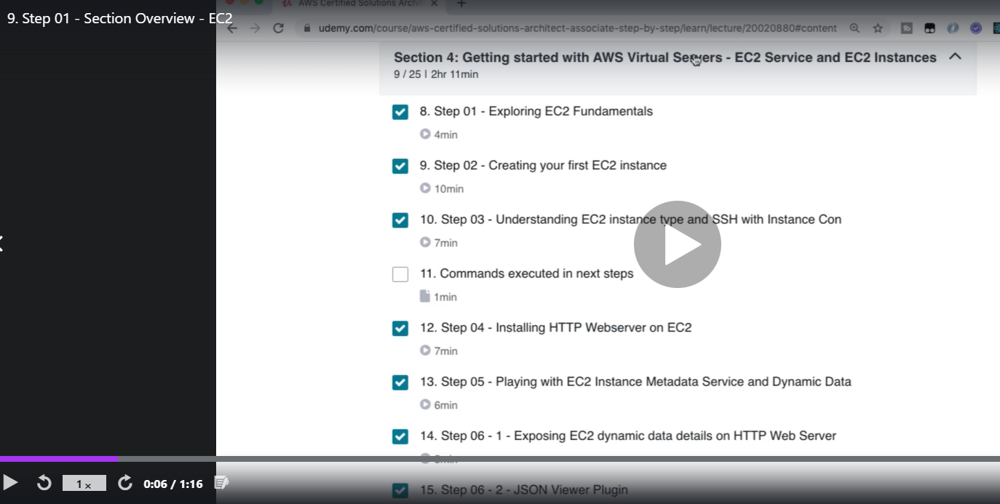 AWS Certified Solutions Archit
9. Step 01 - Section Overview - EC2
udemy.com/course/aws-certified-solutions-architect-associate-step-by-step/learn/lecture/20020880#content
Section 4: Getting started with AWS Virtual Servers - EC2 Service and EC2 Instances
9 / 25 | 2hr 11min
8. Step 01 - Exploring EC2 Fundamentals
4min
9. Step 02 - Creating your first EC2 instance
10min
10. Step 03 - Understanding EC2 instance type and SSH with Instance Con
7min
11. Commands executed in next steps
1min
12. Step 04 - Installing HTTP Webserver on EC2
7min
13. Step 05 - Playing with EC2 Instance Metadata Service and Dynamic Data
6min
14. Step 06 - 1 - Exposing EC2 dynamic data details on HTTP Web Server
15. Step 06 - 2 - JSON Viewer Plugin
1 x
0:06 / 1:16